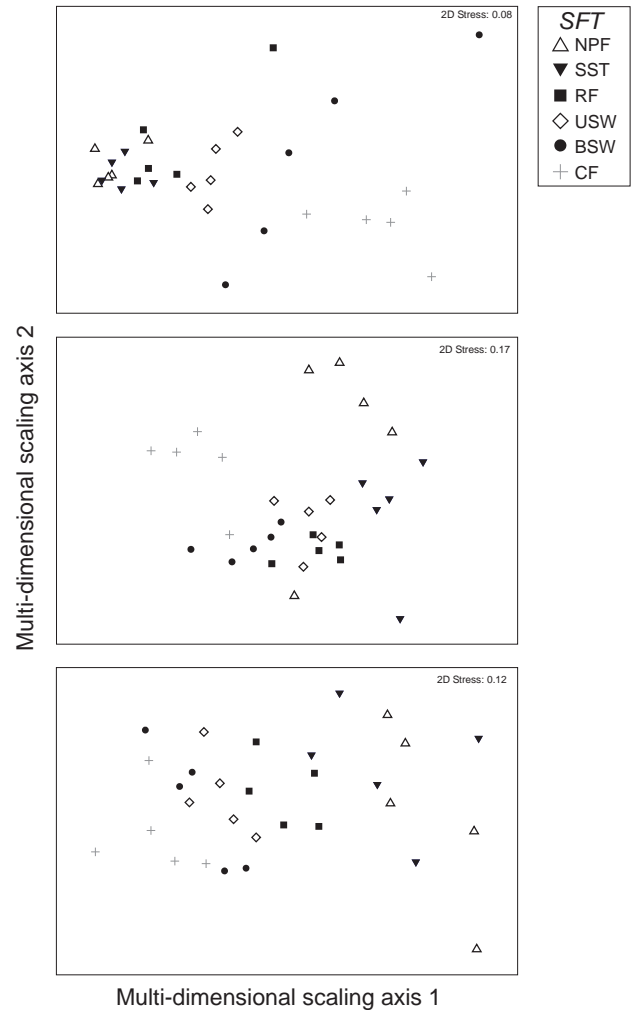 2D Stress: 0.08
SFT
NPF
SST
RF
USW
BSW
CF
2D Stress: 0.17
Multi-dimensional scaling axis 2
2D Stress: 0.12
Multi-dimensional scaling axis 1